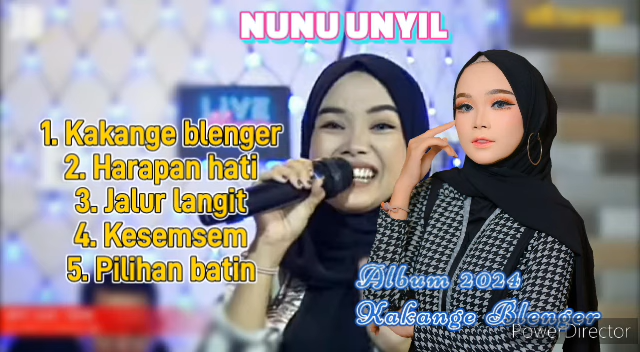 NUNU UNYIL
LIVE
1. Kakange blenger
2. Harapan hati
3. Jalur langit
4. Kesemsem
5. Pilihan batin
Album 2024
Kakange Blenger
PowerDirector